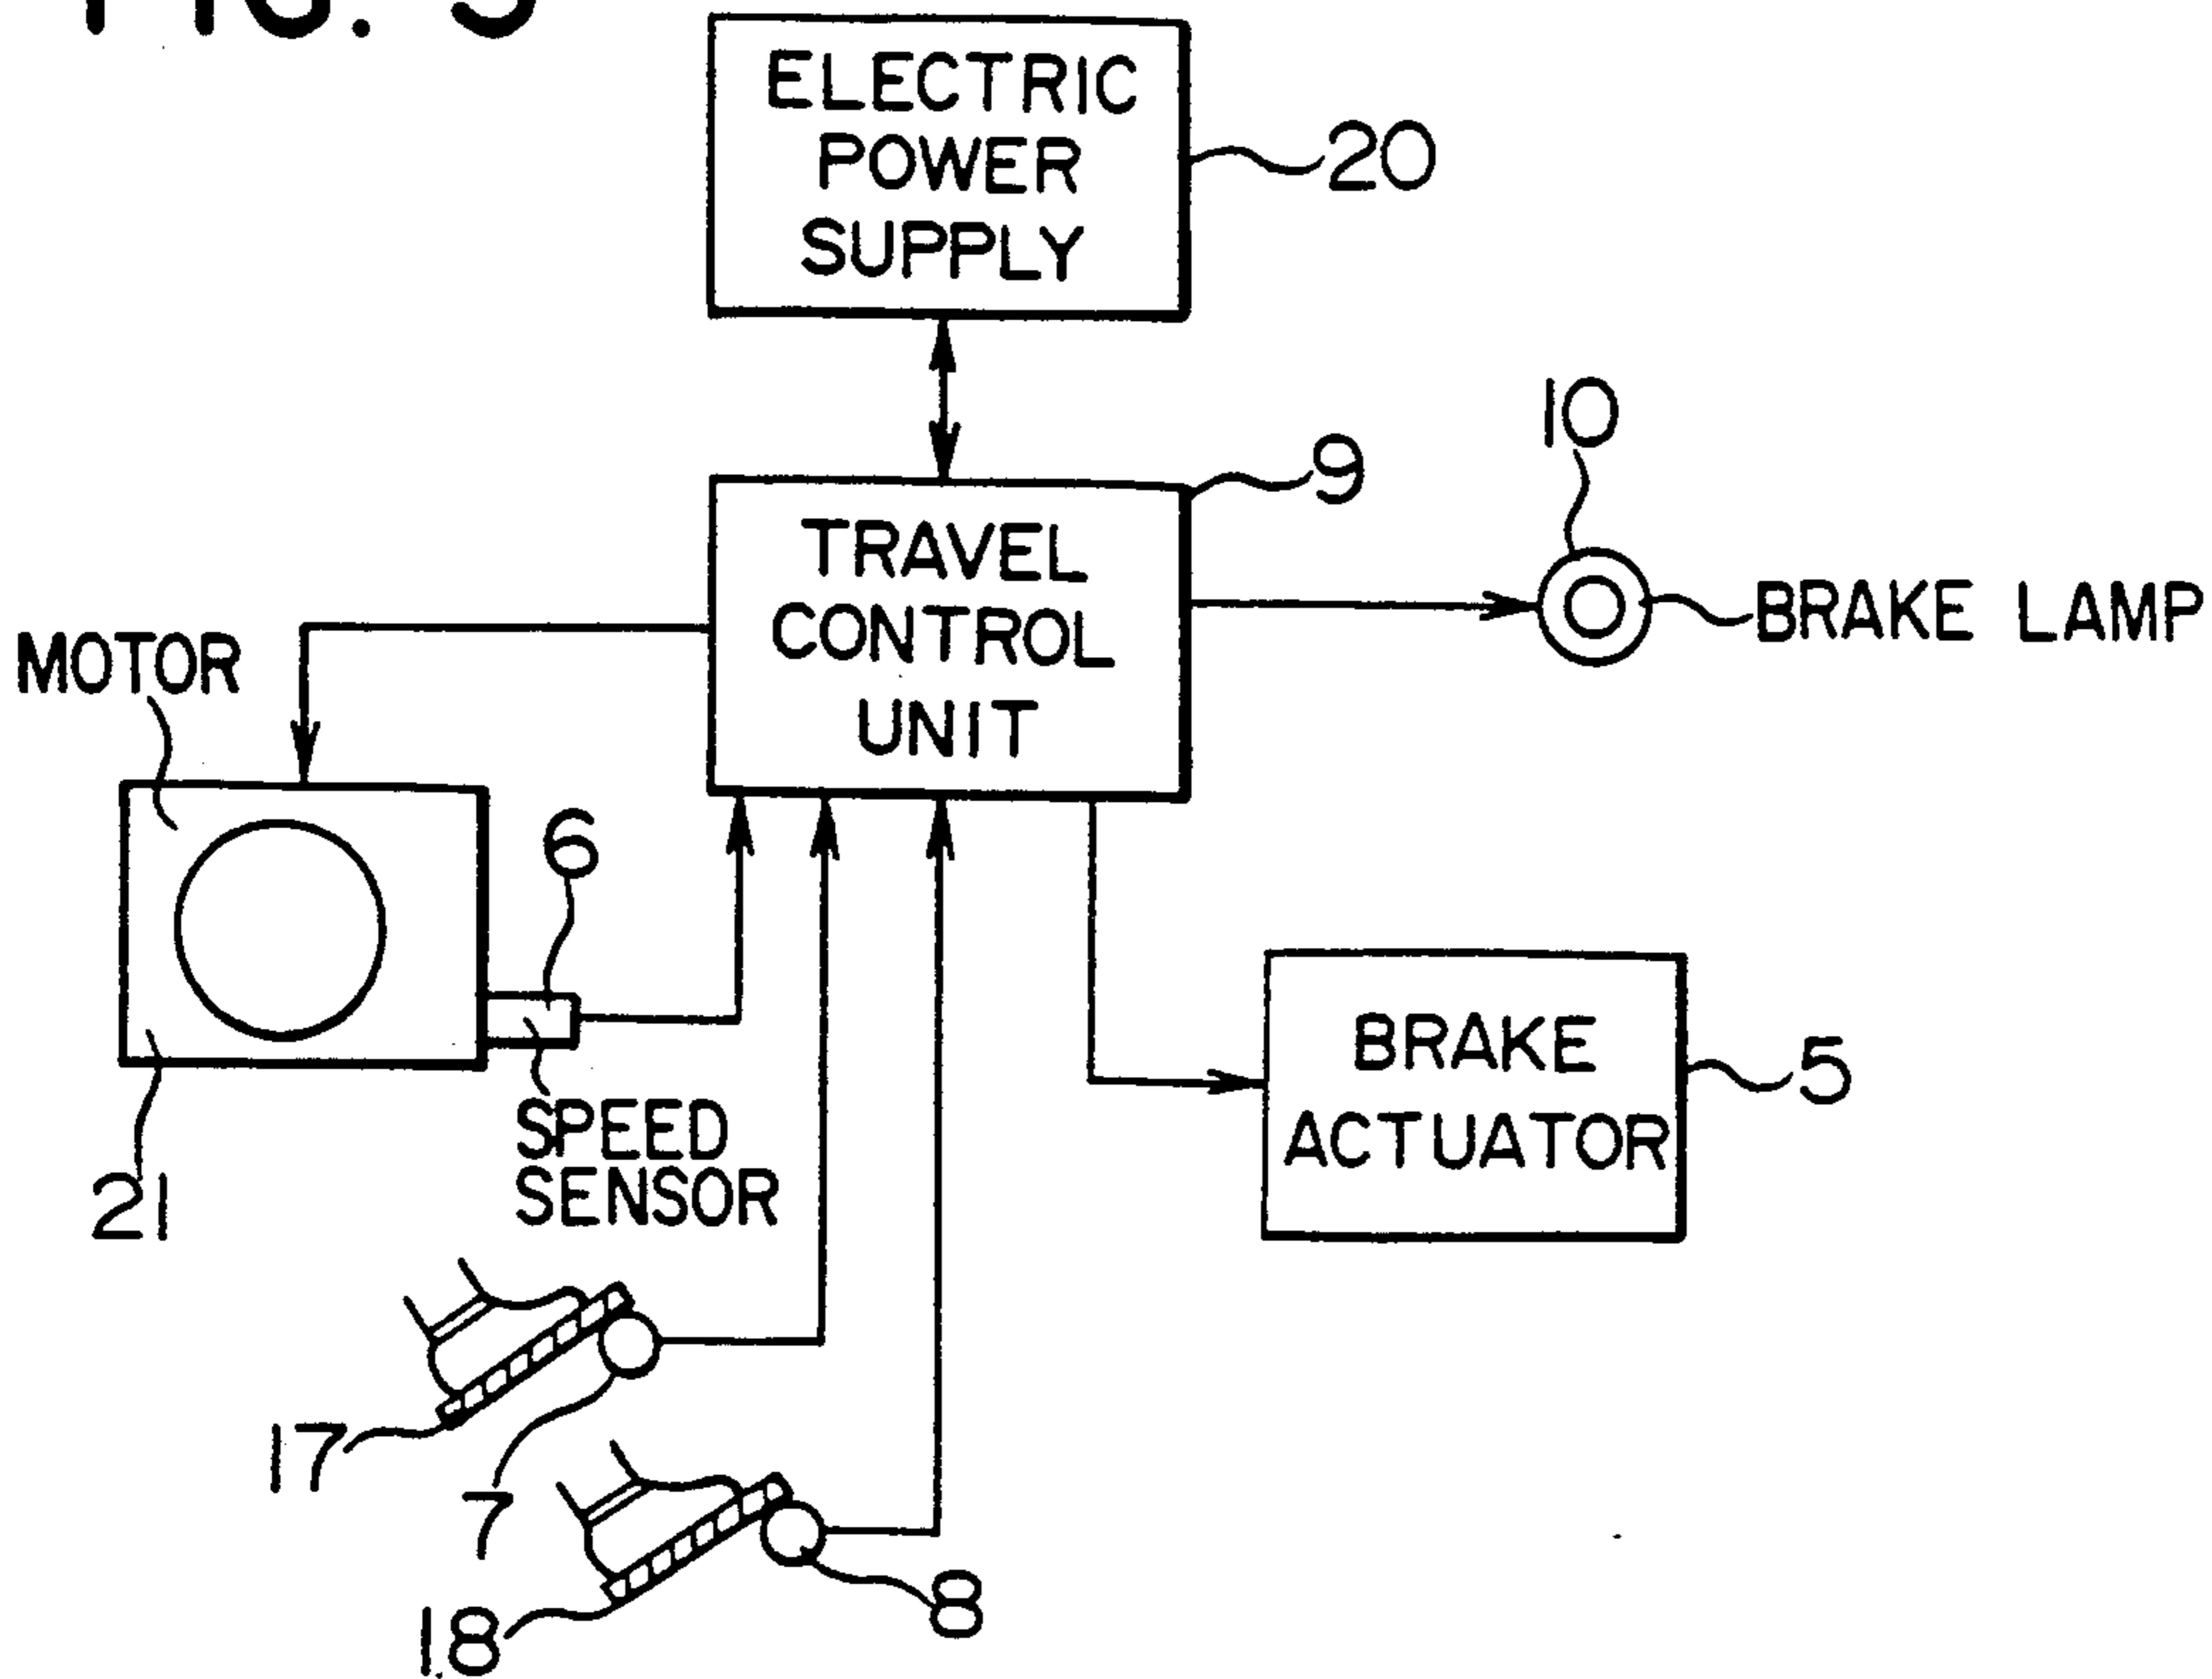 ELECTRIC
POWER
SUPPLY
20
10
9
TRAVEL
CONTROL
UNIT
BRAKE LAMP
MOTOR
6
BRAKE
ACTUATOR
5
SPEED
SENSOR
21
17
7
18
8